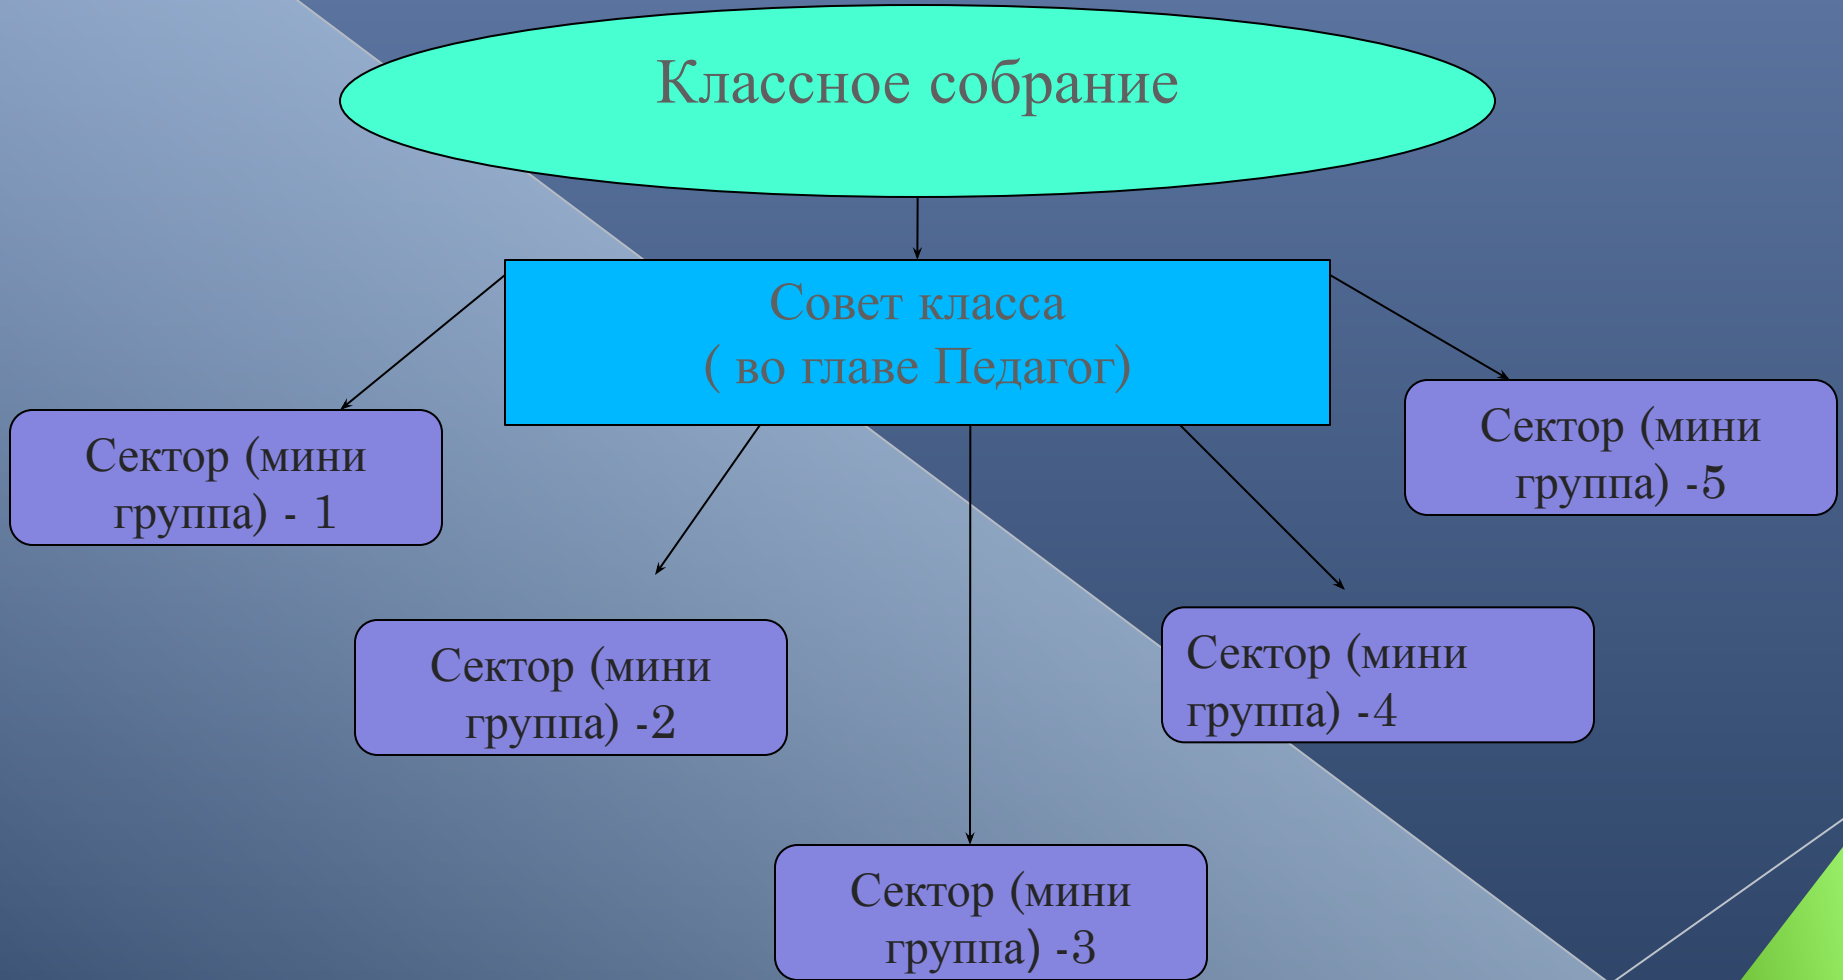 Классное собрание
Совет класса
( во главе Педагог)
Сектор (мини
группа) - 1
Сектор (мини
группа) -2
Сектор (мини
группа) -3
Сектор (мини
группа) -4
Сектор (мини
группа) -5